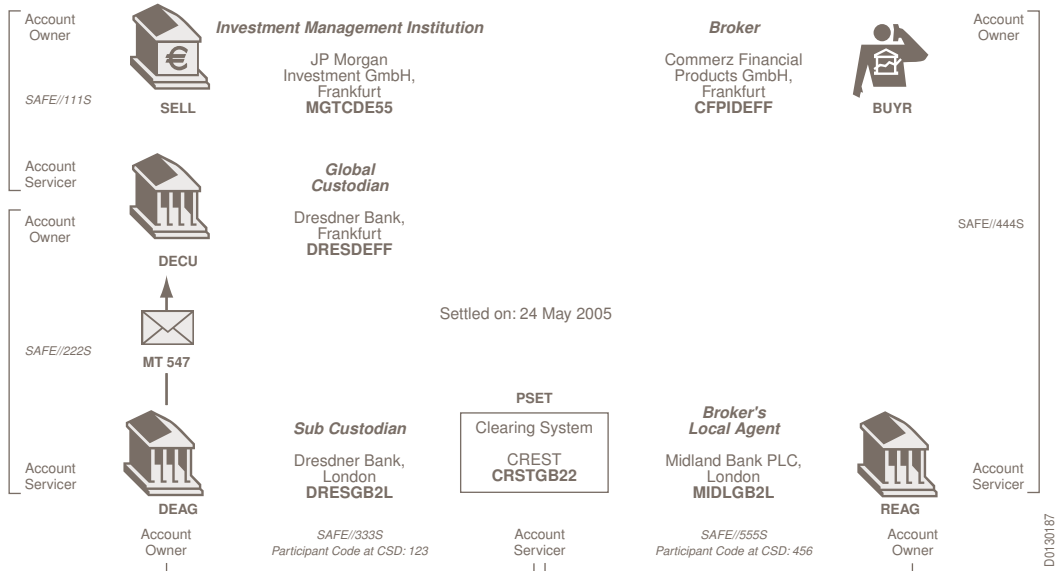 Account
Owner
Investment Management Institution
Broker
Account
Owner
JP Morgan
Investment GmbH,
Frankfurt
MGTCDE55
Commerz Financial
Products GmbH,
Frankfurt
CFPIDEFF
SAFE//111S
SELL
BUYR
Account
Servicer
Global
Custodian
Account
Owner
Dresdner Bank,
Frankfurt
DRESDEFF
SAFE//444S
DECU
Settled on: 24 May 2005
SAFE//222S
MT 547
PSET
Sub Custodian
Clearing System
Broker's
Local Agent
Account
Servicer
Dresdner Bank,
London
DRESGB2L
CREST
CRSTGB22
Midland Bank PLC,
London
MIDLGB2L
Account
Servicer
DEAG
REAG
Account
Owner
SAFE//333S
Participant Code at CSD: 123
Account
Servicer
SAFE//555S
Participant Code at CSD: 456
Account
Owner
D0130187